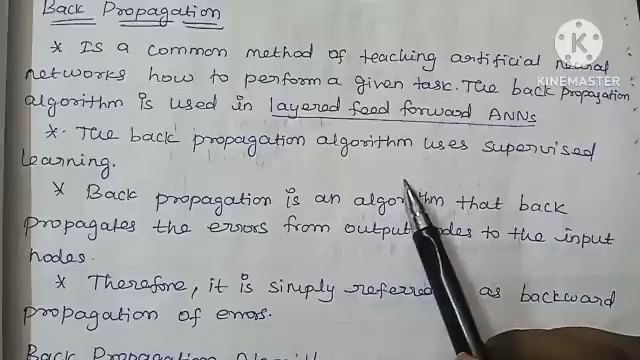 Back Propagation
* Is a common method of teaching artificial neural
networks how to perform a given task. The back propagation
algorithm is used in layered feed forward ANNs
*. The back propagation algorithm uses supervised
learning.
* Back propagation is an algorithm that back
propagates the errors from output nodes to the input
nodes.
* Therefore, it is simply referred as backward
propagation of errors.
Back Propagation
KINEMASTER